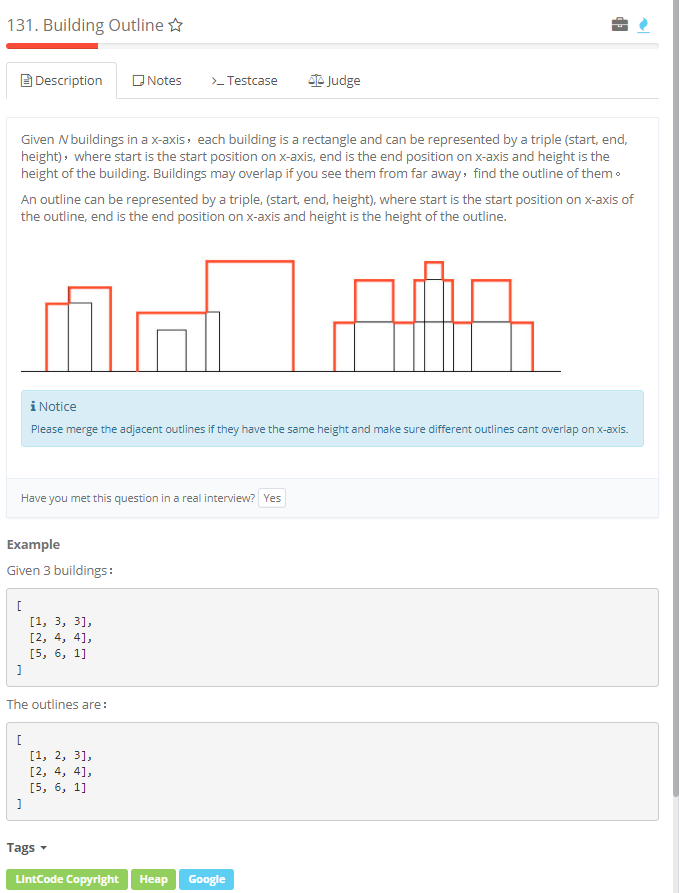 131. Building Outline
Description
Notes
>_ Testcase
Judge
Given N buildings in a x-axis，each building is a rectangle and can be represented by a triple (start, end,
height)，where start is the start position on x-axis, end is the end position on x-axis and height is the
height of the building. Buildings may overlap if you see them from far away，find the outline of them。
An outline can be represented by a triple, (start, end, height), where start is the start position on x-axis of
the outline, end is the end position on x-axis and height is the height of the outline.
Notice
Please merge the adjacent outlines if they have the same height and make sure different outlines cant overlap on x-axis.
Have you met this question in a real interview? Yes
Example
Given 3 buildings：
[
[1, 3, 3],
[2, 4, 4],
[5, 6, 1]
]
The outlines are：
[
[1, 2, 3],
[2, 4, 4],
[5, 6, 1]
]
Tags
LintCode Copyright Heap Google